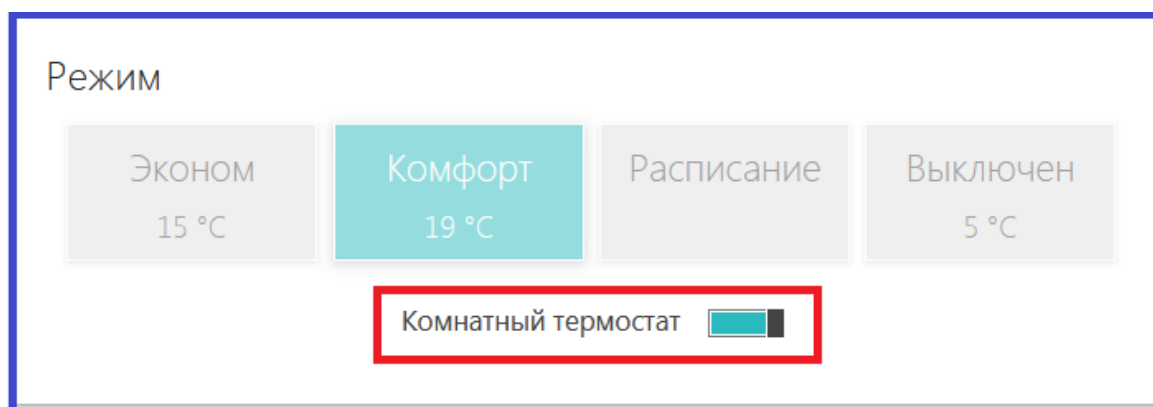 Режим
Эконом
15 °C
Комфорт
19 °C
Расписание
Выключен
5 °C
Комнатный термостат